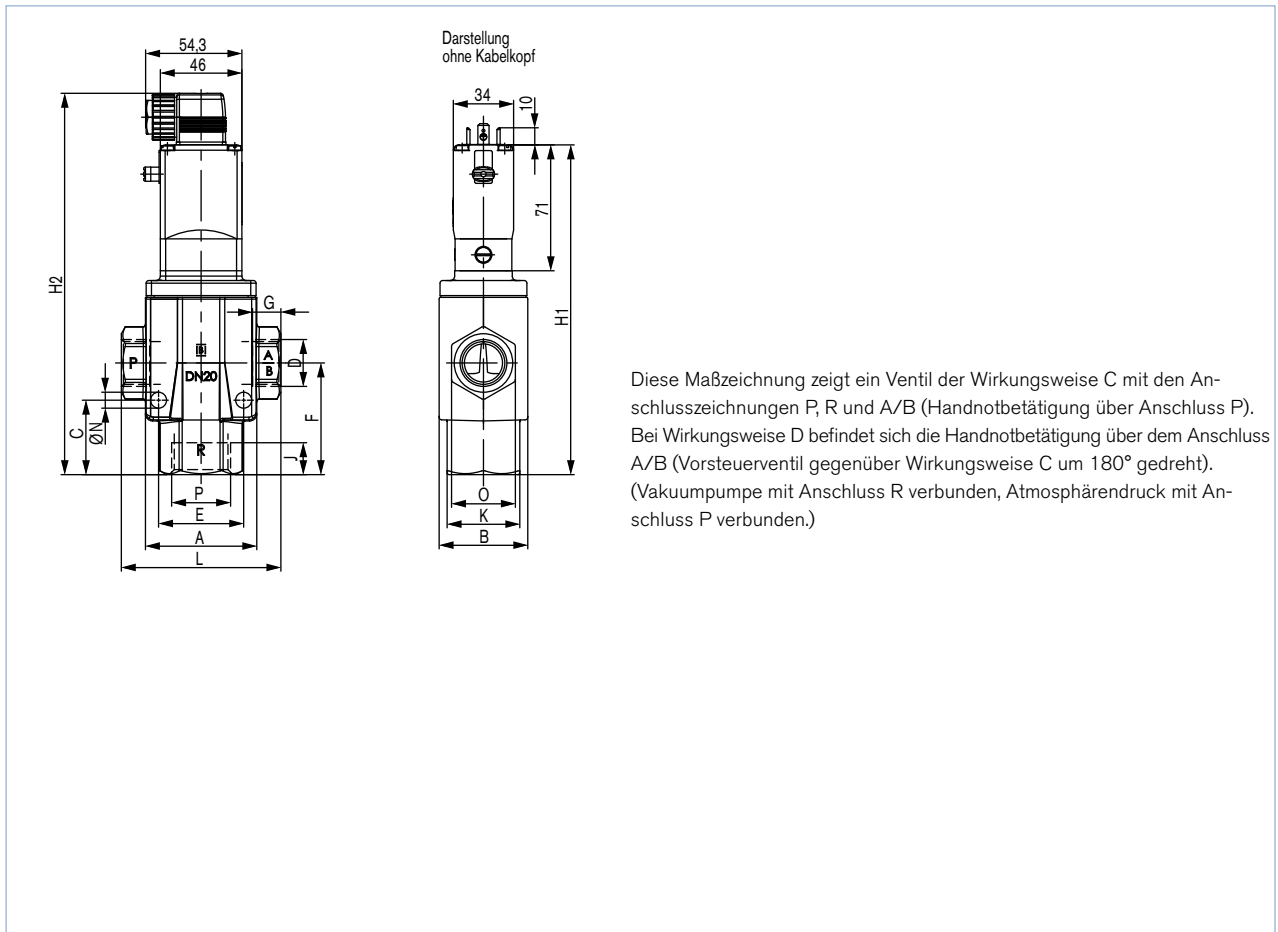 54,3
46
H2
G
P
A
B
D
DN20
C
ØN
F
R
J
P
E
A
L
Darstellung
ohne Kabelkopf
34
10
71
H1
O
K
B
Diese Maßzeichnung zeigt ein Ventil der Wirkungsweise C mit den An-
schlusszeichnungen P, R und A/B (Handnotbetätigung über Anschluss P).
Bei Wirkungsweise D befindet sich die Handnotbetätigung über dem Anschluss
A/B (Vorsteuerventil gegenüber Wirkungsweise C um 180° gedreht).
(Vakuumpumpe mit Anschluss R verbunden, Atmosphärendruck mit An-
schluss P verbunden.)